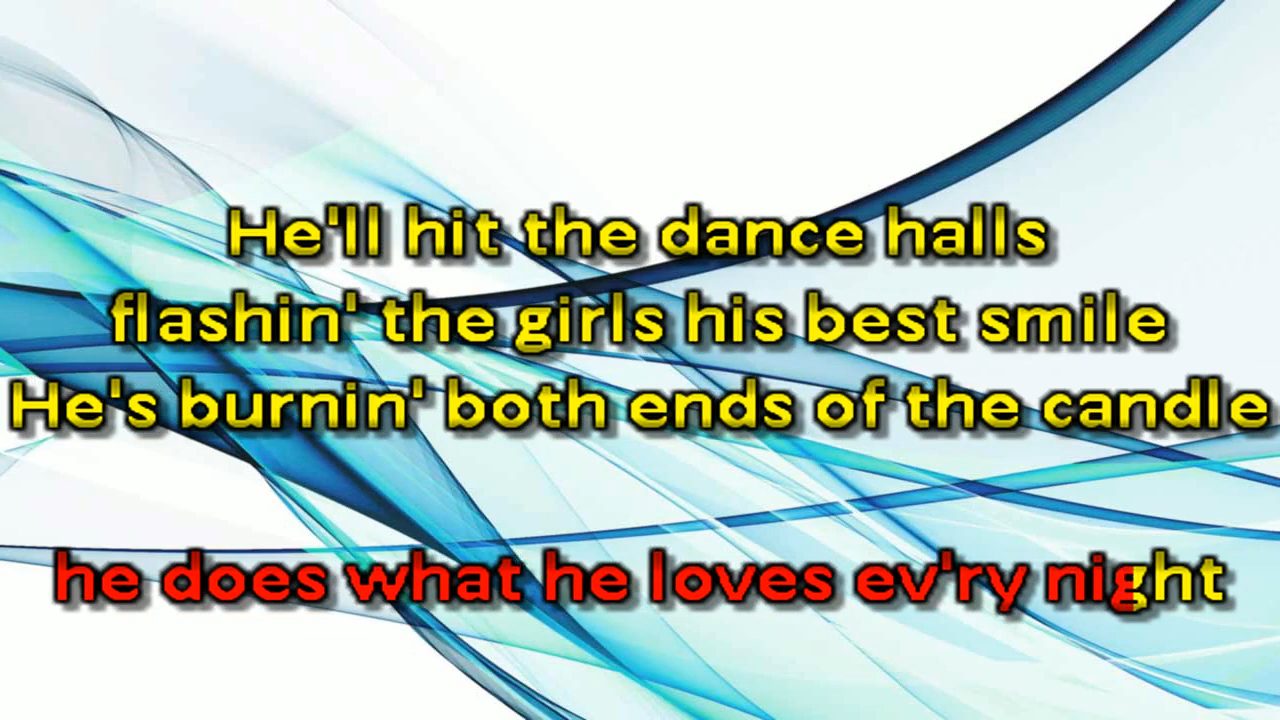 He'll hit the dance halls
flashin' the girls his best smile
He's burnin' both ends of the candle
he does what he loves ev'ry night